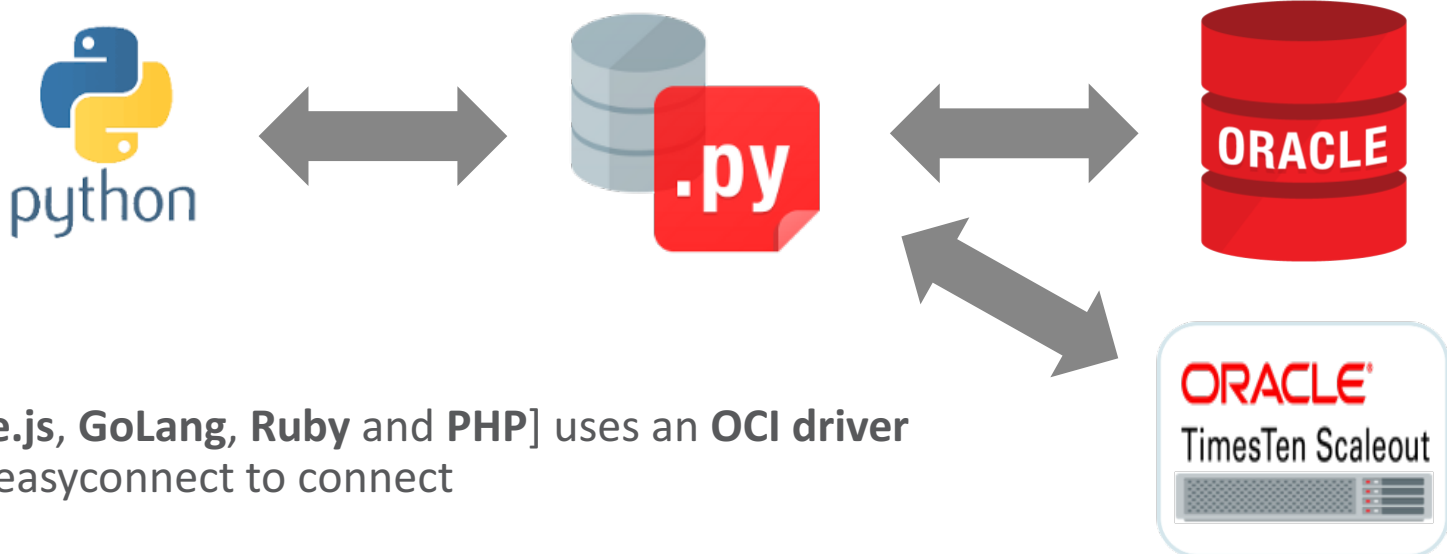 python
.py
ORACLE
ORACLE®
TimesTen Scaleout
e.js, GoLang, Ruby and PHP] uses an OCI driver
easyconnect to connect